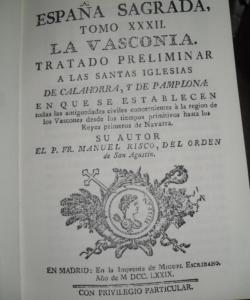 ESPAÑA SAGRADA,
TOMO XXXII.
LA VASCONIA.
TRATADO PRELIMINAR
A LAS SANTAS IGLESIAS
DE CALAHORRA, Y DE PAMPLONA:
EN QUE SE ESTABLECEN
todas las antigüedades civiles concernientes à la region de
los Vascones desde los tiempos primitivos hasta los
Reyes primeros de Navarra.
SU AUTOR
EL P. FR. MANUEL RISCO, DEL ORDEN
de San Agustin.
EN MADRID: En la Imprenta de MIGUEL ESCRIBANO.
Año de M DCC. LXXIX.
CON PRIVILEGIO PARTICULAR.